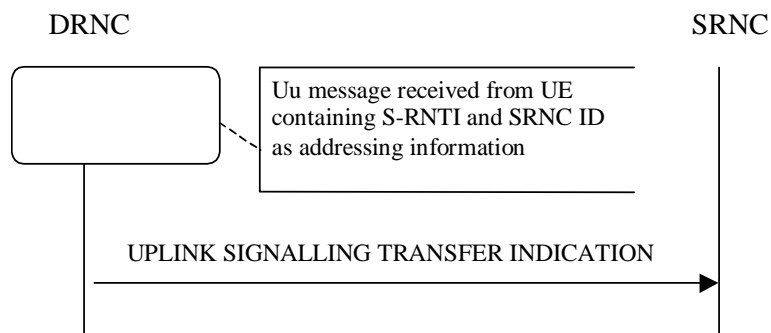 DRNC
SRNC
Uu message received from UE
containing S-RNTI and SRNC ID
as addressing information
UPLINK SIGNALLING TRANSFER INDICATION